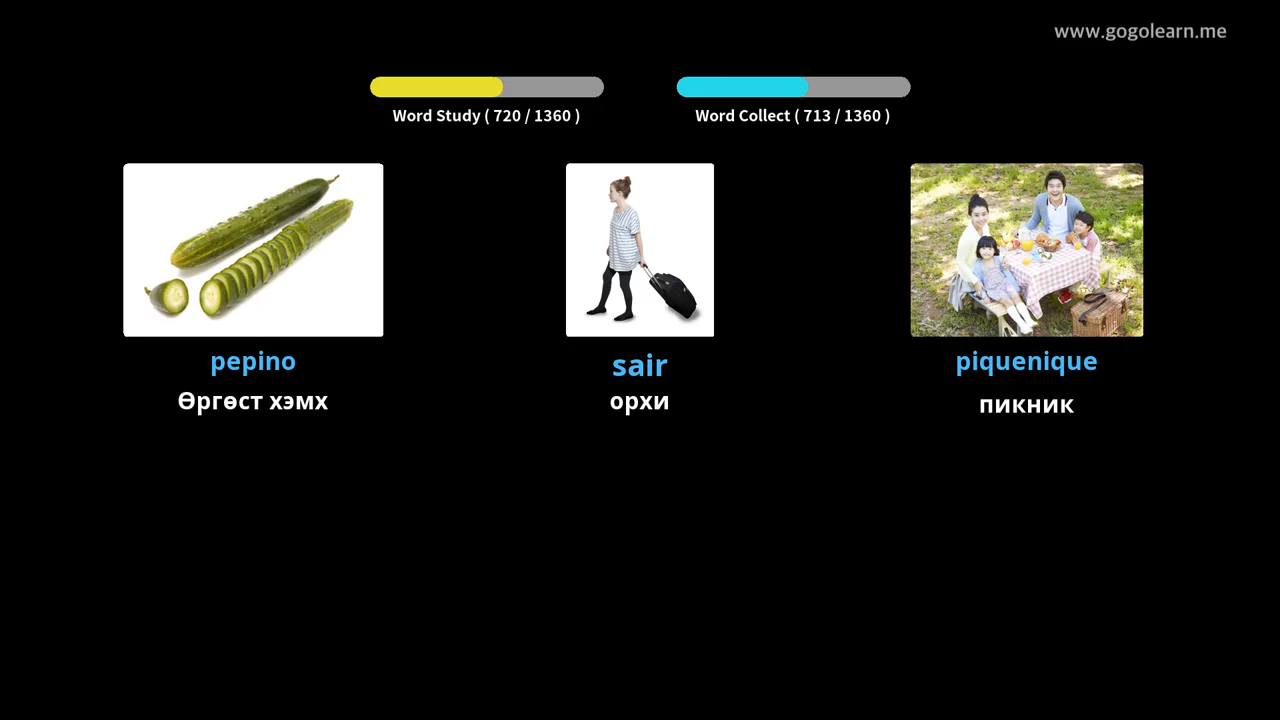 www.gogolearn.me
Word Study ( 720 / 1360 )
Word Collect ( 713 / 1360 )
pepino
sair
piquenique
Өргөст хэмх
орхи
пикник